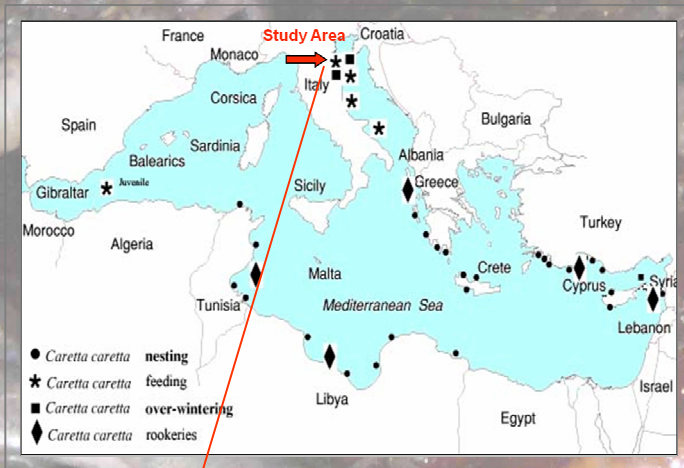 Study Area
France
Croatia
Monaco
Italy
Corsica
Spain
Bulgaria
Sardinia
Balearics
Albania
Juvenile
Greece
Gibraltar
Sicily
Morocco
Turkey
Algeria
Malta
Crete
Cyprus
Syria
Tunisia
Mediterranean Sea
Lebanon
Caretta caretta nesting
Caretta caretta feeding
Israel
Libya
Caretta caretta over-wintering
Egypt
Caretta caretta rookeries